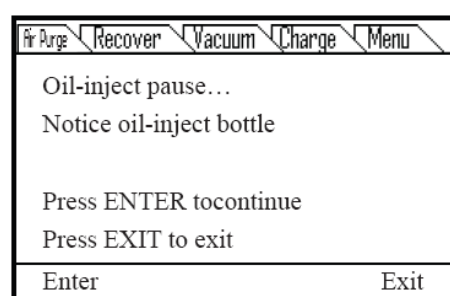 Air Purge Recover Vacuum Charge Menu
Oil-inject pause…
Notice oil-inject bottle
Press ENTER tocontinue
Press EXIT to exit
Enter Exit